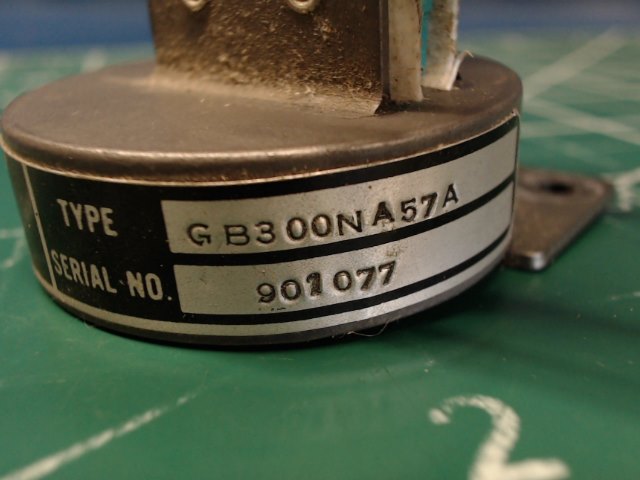 TYPE GB300NA57A
SERIAL NO. 901077
2